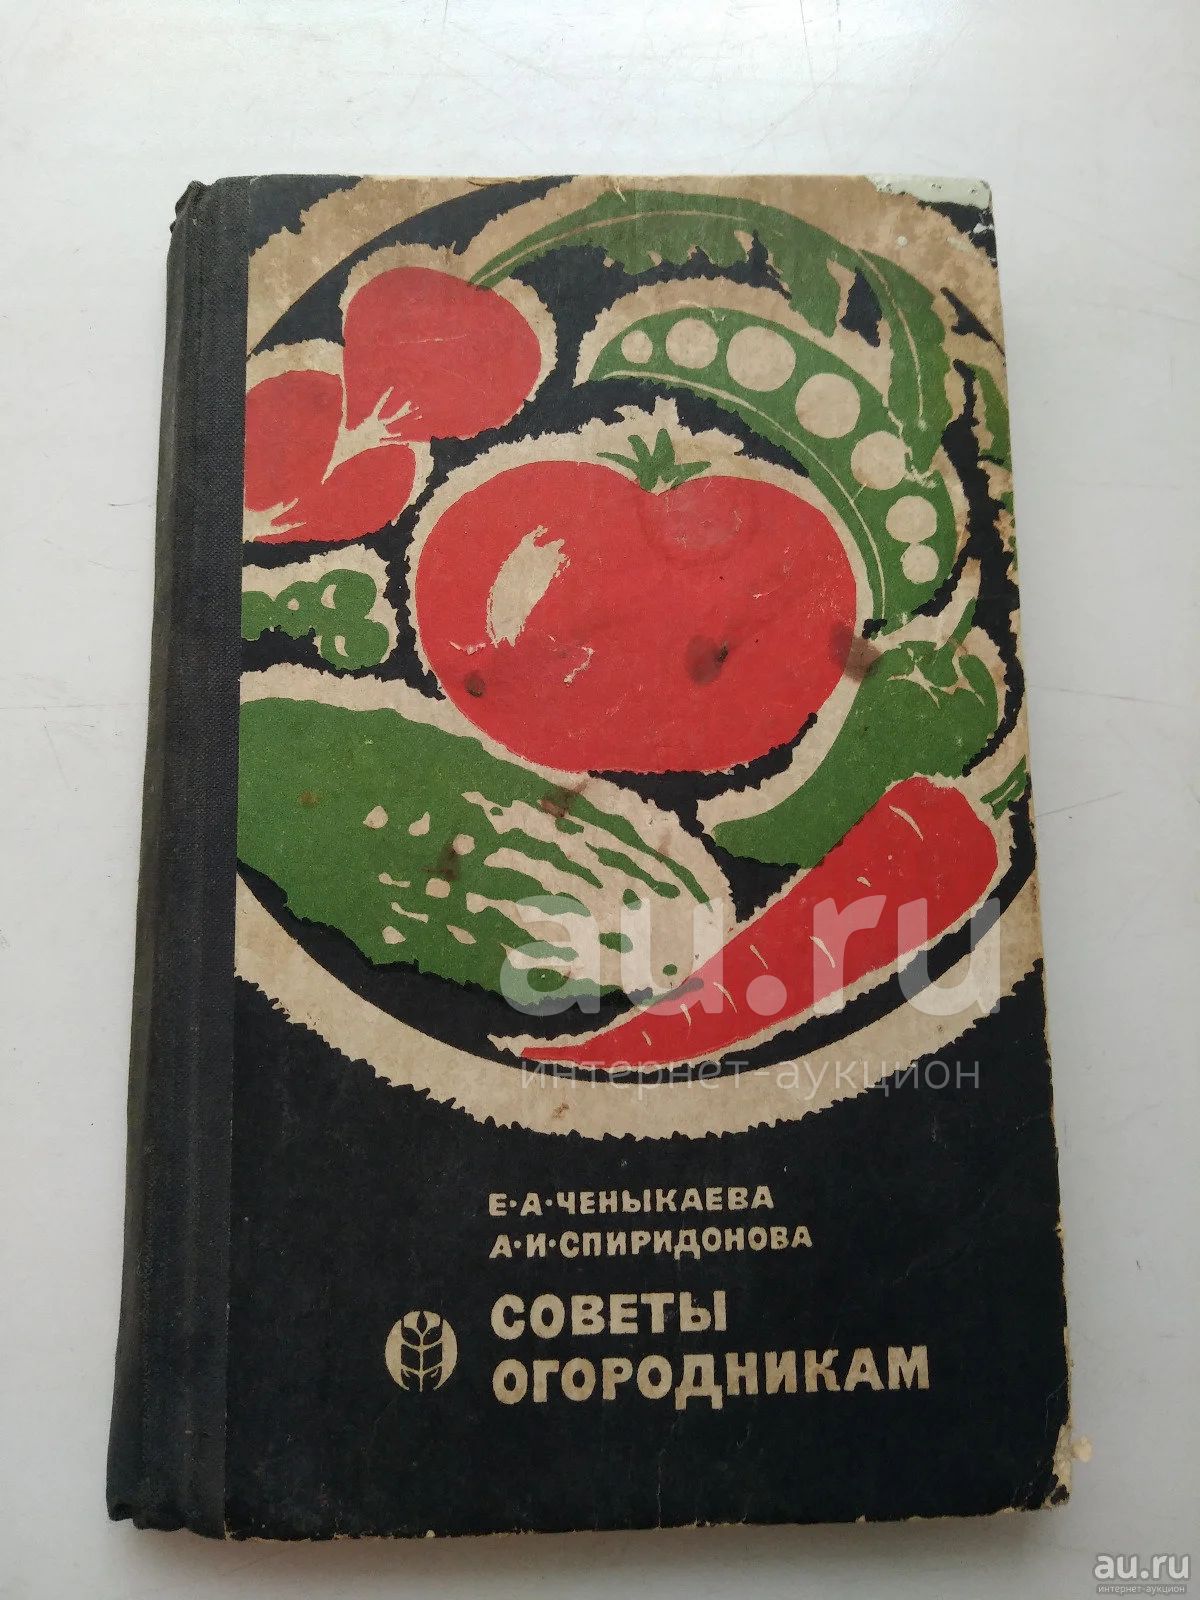 au.ru
интернет-аукцион
Е·А·ЧЕНЫКАЕВА
А·И·СПИРИДОНОВА
СОВЕТЫ
ОГОРОДНИКАМ
au.ru
интернет-аукцион